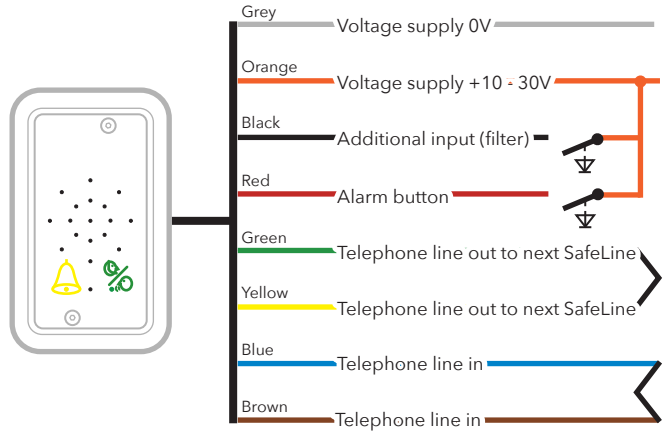 Grey
Voltage supply 0V
Orange
Voltage supply +10 - 30V
Black
Additional input (filter)
Red
Alarm button
Green
Telephone line out to next SafeLine
Yellow
Telephone line out to next SafeLine
Blue
Telephone line in
Brown
Telephone line in